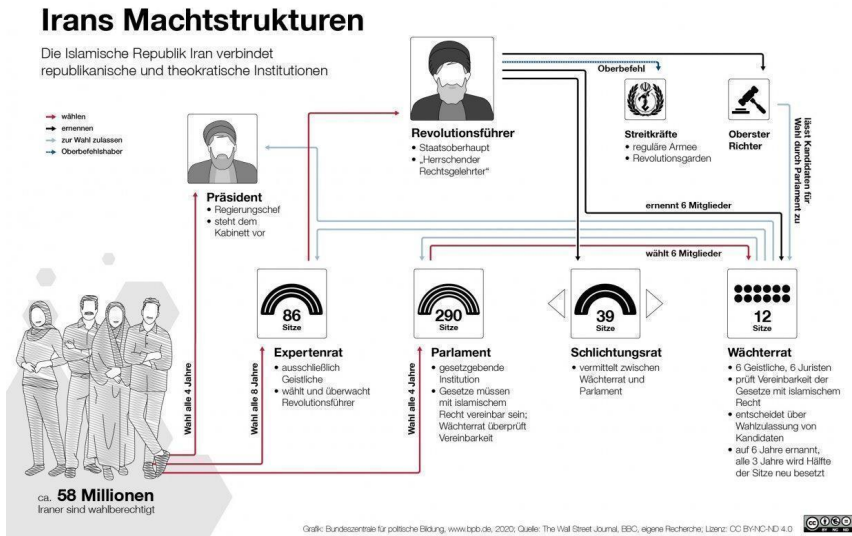 Irans Machtstrukturen
Die Islamische Republik Iran verbindet
republikanische und theokratische Institutionen
wählen
ernennen
zur Wahl zulassen
Oberbefehlshaber
Revolutionsführer
• Staatsoberhaupt
• „Herrschender
Rechtsgelehrter“
Oberbefehl
Streitkräfte
• reguläre Armee
• Revolutionsgarden
Oberster
Richter
lässt Kandidaten für
Wahl durch Parlament zu
Präsident
• Regierungschef
• steht dem
Kabinett vor
ernennt 6 Mitglieder
wählt 6 Mitglieder
86
Sitze
Expertenrat
• ausschließlich
Geistliche
• wählt und überwacht
Revolutionsführer
290
Sitze
Parlament
• gesetzgebende
Institution
• Gesetze müssen
mit islamischem
Recht vereinbar sein;
Wächterrat überprüft
Vereinbarkeit
39
Sitze
Schlichtungsrat
• vermittelt zwischen
Wächterrat und
Parlament
12
Sitze
Wächterrat
• 6 Geistliche, 6 Juristen
• prüft Vereinbarkeit der
Gesetze mit islamischem
Recht
• entscheidet über
Wahlzulassung von
Kandidaten
• auf 6 Jahre ernannt,
alle 3 Jahre wird Hälfte
der Sitze neu besetzt
Wahl alle 4 Jahre
Wahl alle 8 Jahre
Wahl alle 4 Jahre
ca. 58 Millionen
Iraner sind wahlberechtigt
Grafik: Bundeszentrale für politische Bildung, www.bpb.de, 2020; Quelle: The Wall Street Journal, BBC, eigene Recherche; Lizenz: CC BY-NC-ND 4.0
cc
BY NC ND